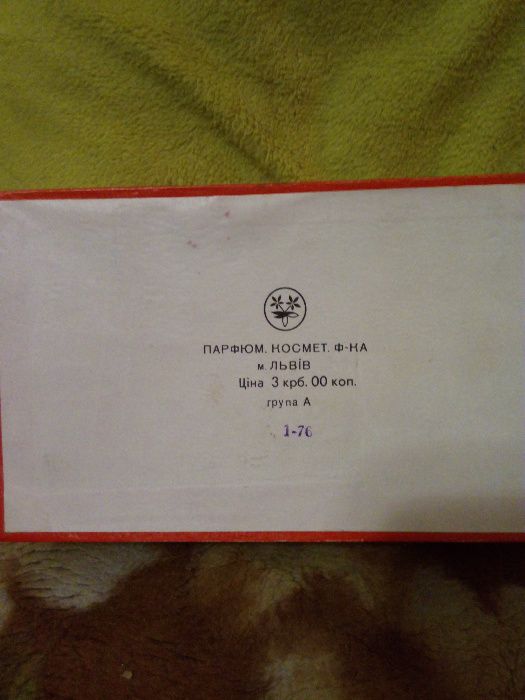 ПАРФЮМ. КОСМЕТ. Ф-КА
м. ЛЬВІВ
Ціна 3 крб. 00 коп.
група А
1-76